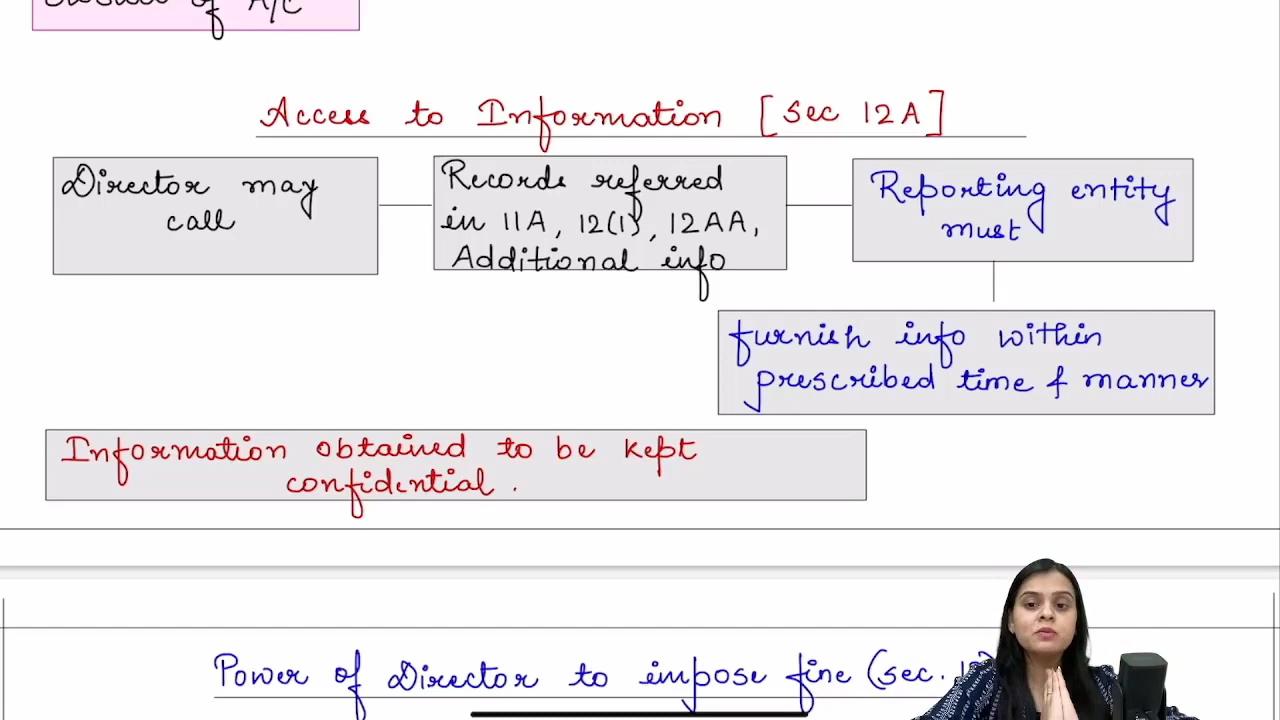 of A/C
Access to Information [Sec 12A]
Director may
call
Records referred
in 11A, 12(1), 12AA,
Additional info
Reporting entity
must
furnish info within
prescribed time & manner
Information obtained to be kept
confidential.
Power of Director to impose fine (sec.